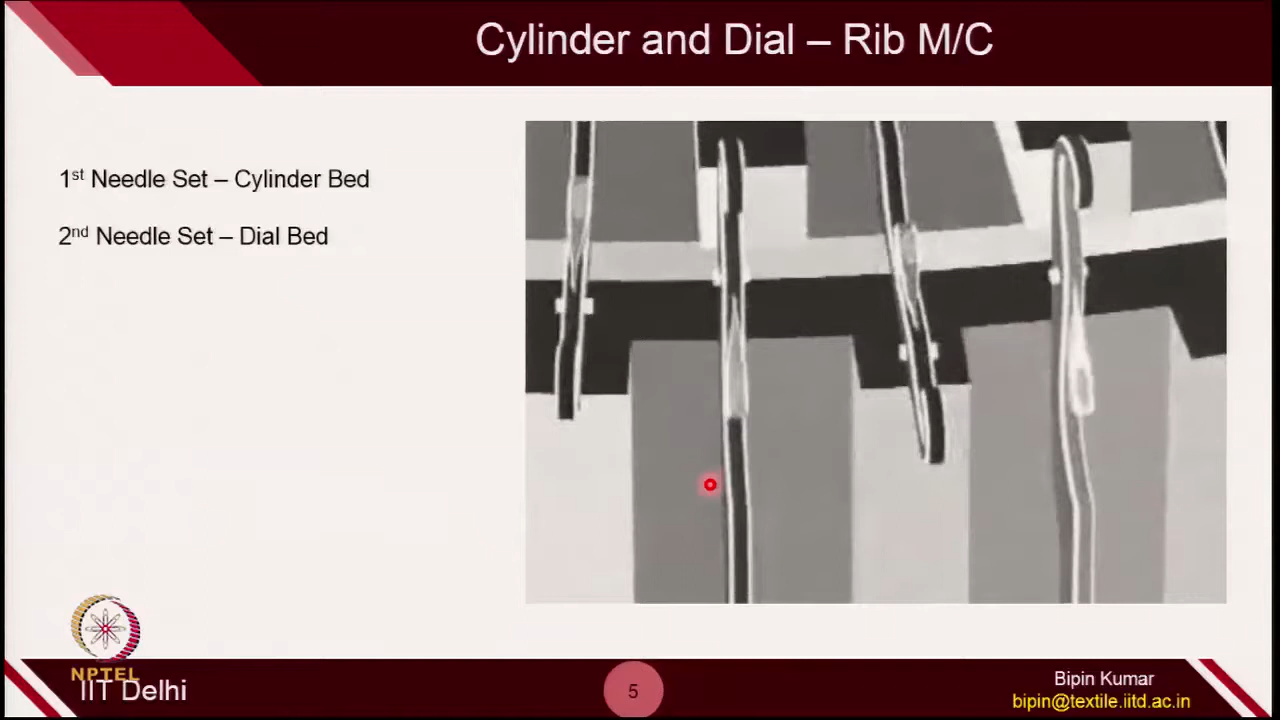 Cylinder and Dial – Rib M/C
1st Needle Set – Cylinder Bed
2nd Needle Set – Dial Bed
NPTEL
IIT Delhi
5
Bipin Kumar
bipin@textile.iitd.ac.in